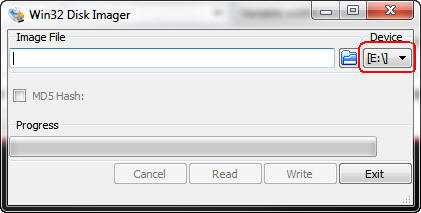 Win32 Disk Imager
Image File
Device
[E:\]
MD5 Hash:
Progress
Cancel
Read
Write
Exit